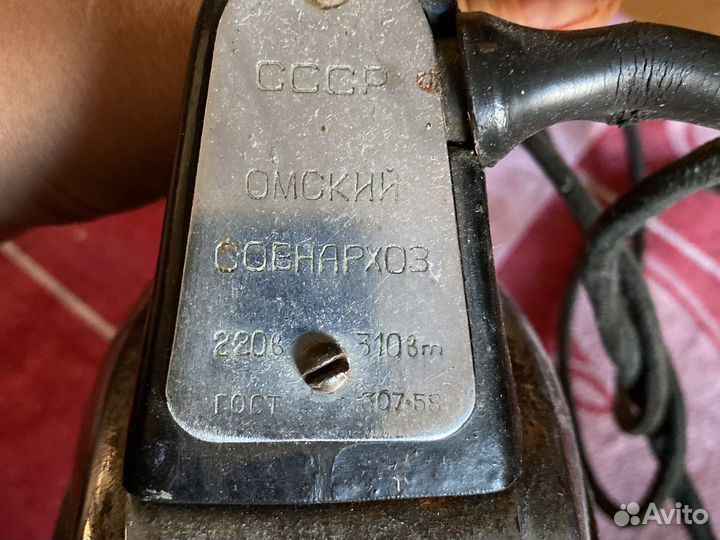 СССР
ОМСКИЙ
СОВНАРХОЗ
220в 310вт
ГОСТ 307·58
Avito